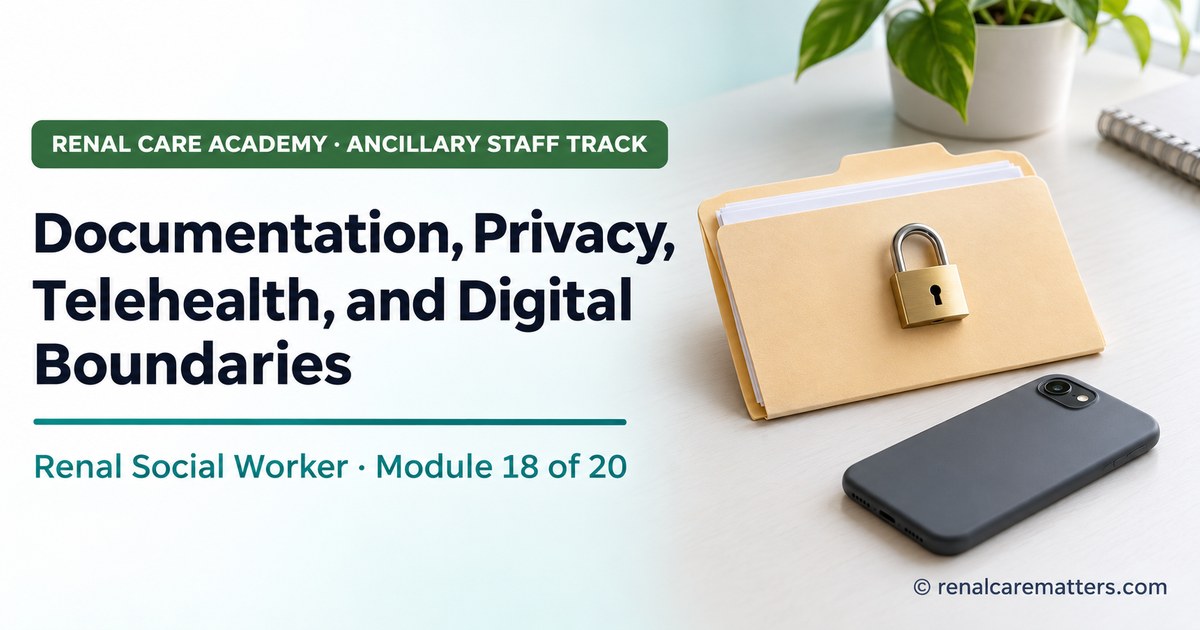 RENAL CARE ACADEMY · ANCILLARY STAFF TRACK
Documentation, Privacy,
Telehealth, and Digital
Boundaries
Renal Social Worker · Module 18 of 20
© renalcarematters.com